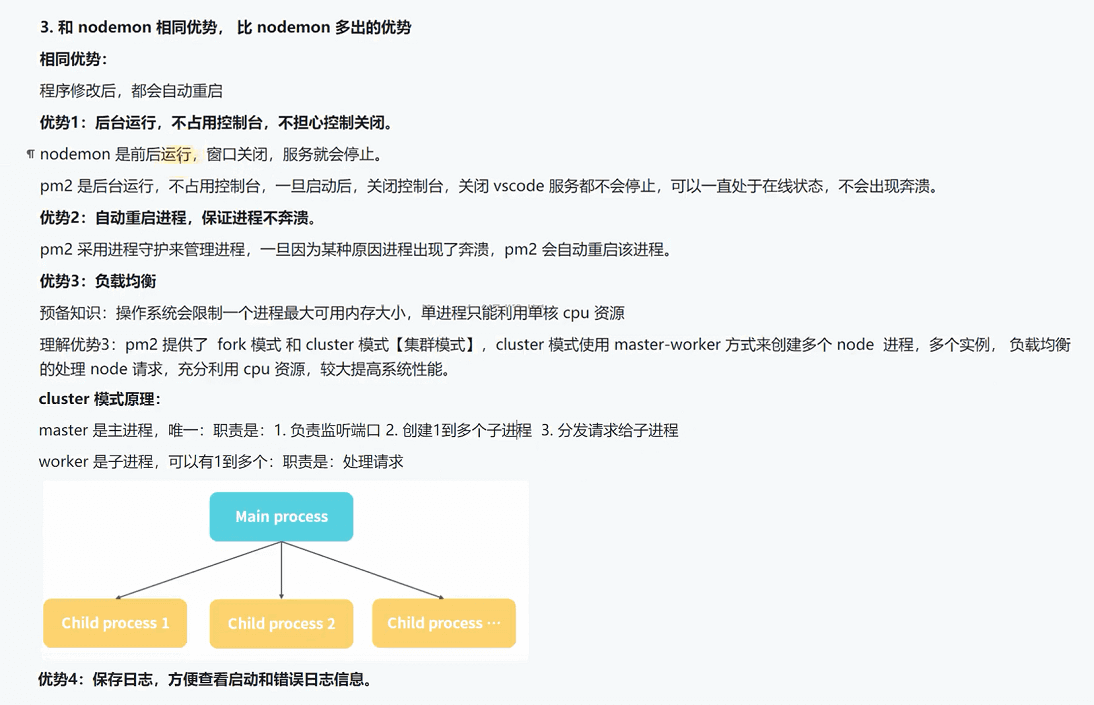 3. 和 nodemon 相同优势， 比 nodemon 多出的优势
相同优势：
程序修改后，都会自动重启
优势1：后台运行，不占用控制台，不担心控制关闭。
nodemon 是前后运行，窗口关闭，服务就会停止。
pm2 是后台运行，不占用控制台，一旦启动后，关闭控制台，关闭 vscode 服务都不会停止，可以一直处于在线状态，不会出现奔溃。
优势2：自动重启进程，保证进程不奔溃。
pm2 采用进程守护来管理进程，一旦因为某种原因进程出现了奔溃，pm2 会自动重启该进程。
优势3：负载均衡
预备知识：操作系统会限制一个进程最大可用内存大小，单进程只能利用单核 cpu 资源
理解优势3：pm2 提供了 fork 模式 和 cluster 模式【集群模式】，cluster 模式使用 master-worker 方式来创建多个 node 进程，多个实例， 负载均衡
的处理 node 请求，充分利用 cpu 资源，较大提高系统性能。
cluster 模式原理：
master 是主进程，唯一：职责是：1. 负责监听端口 2. 创建1到多个子进程 3. 分发请求给子进程
worker 是子进程，可以有1到多个：职责是：处理请求
Main process
Child process 1
Child process 2
Child process ···
优势4：保存日志，方便查看启动和错误日志信息。